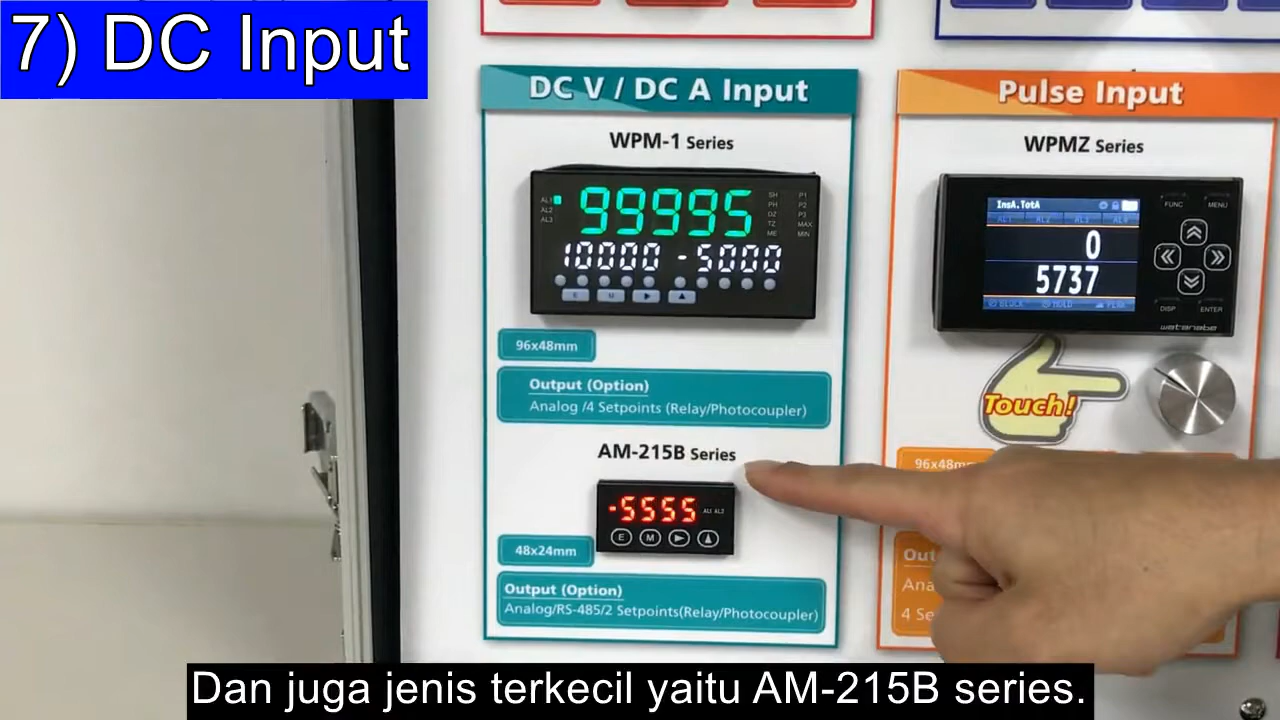 7) DC Input
DC V / DC A Input
WPM-1 Series
AL1
AL2
AL3
99995
SH
PH
DZ
TZ
ME
P1
P2
P3
MAX
MIN
10000 -5000
E M
96x48mm
Output (Option)
Analog /4 Setpoints (Relay/Photocoupler)
AM-215B Series
-5555
AL1 AL2
E M
48x24mm
Output (Option)
Analog/RS-485/2 Setpoints(Relay/Photocoupler)
Pulse Input
WPMZ Series
InsA.TotA
AL1 AL2 AL3 AL4
0
5737
BLOCK HOLD PEAK
FUNC MENU
DISP ENTER
watanabe
Touch!
96x48mm
Dan juga jenis terkecil yaitu AM-215B series.